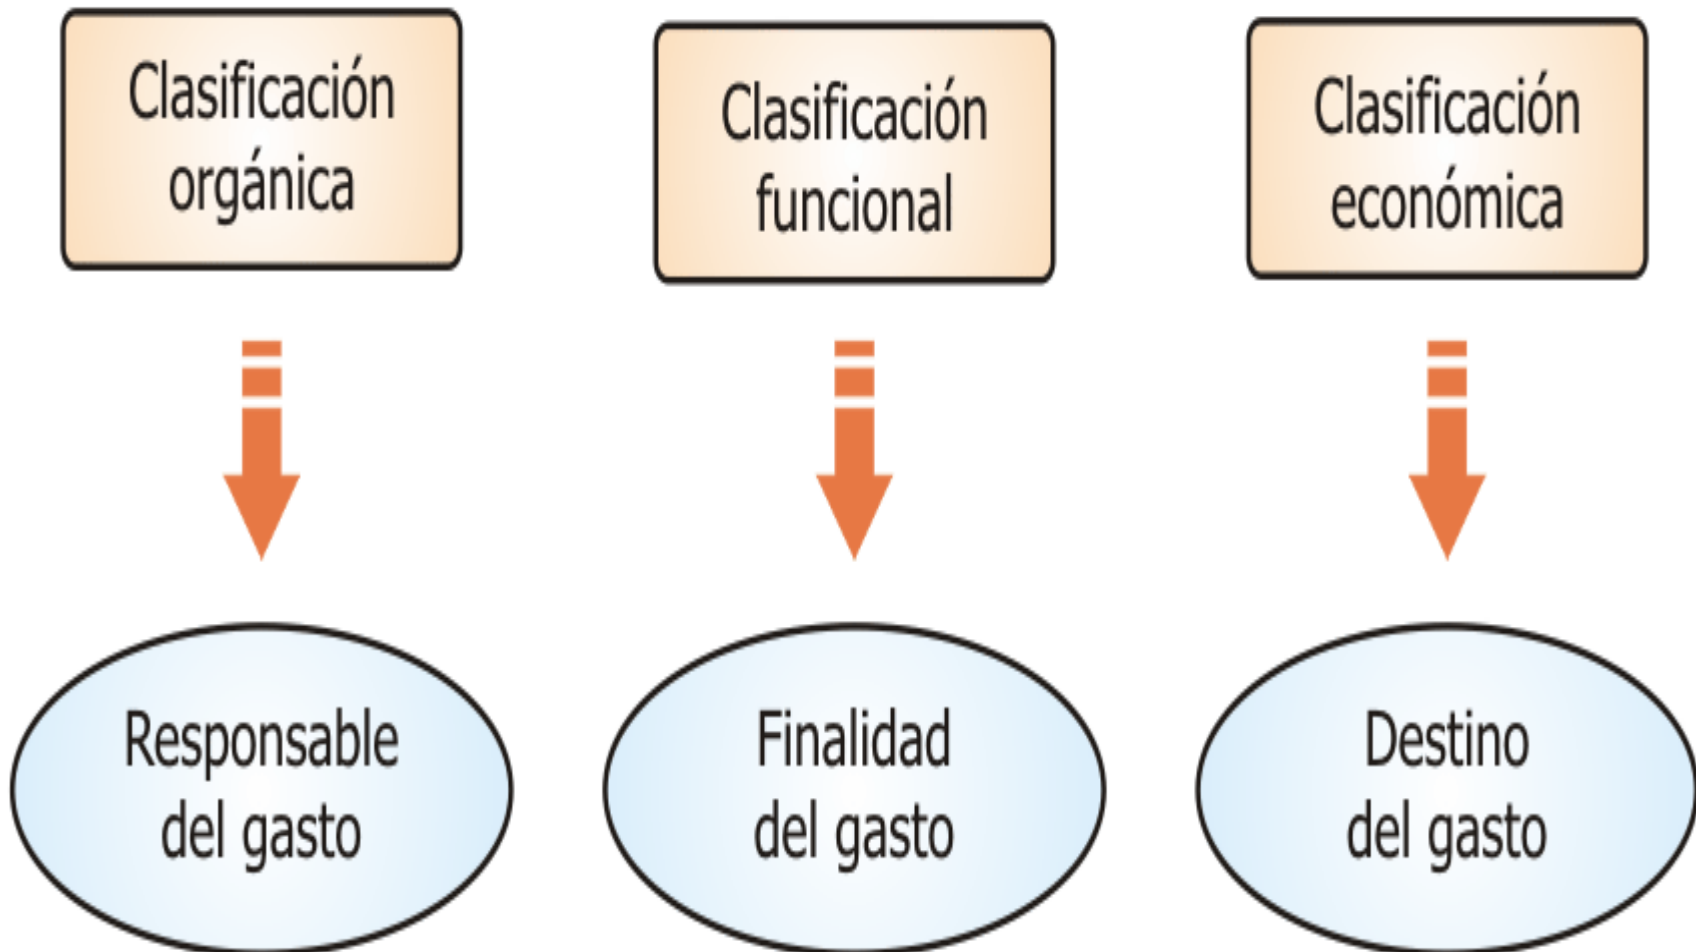 Clasificación
orgánica
Clasificación
funcional
Clasificación
económica
Responsable
del gasto
Finalidad
del gasto
Destino
del gasto